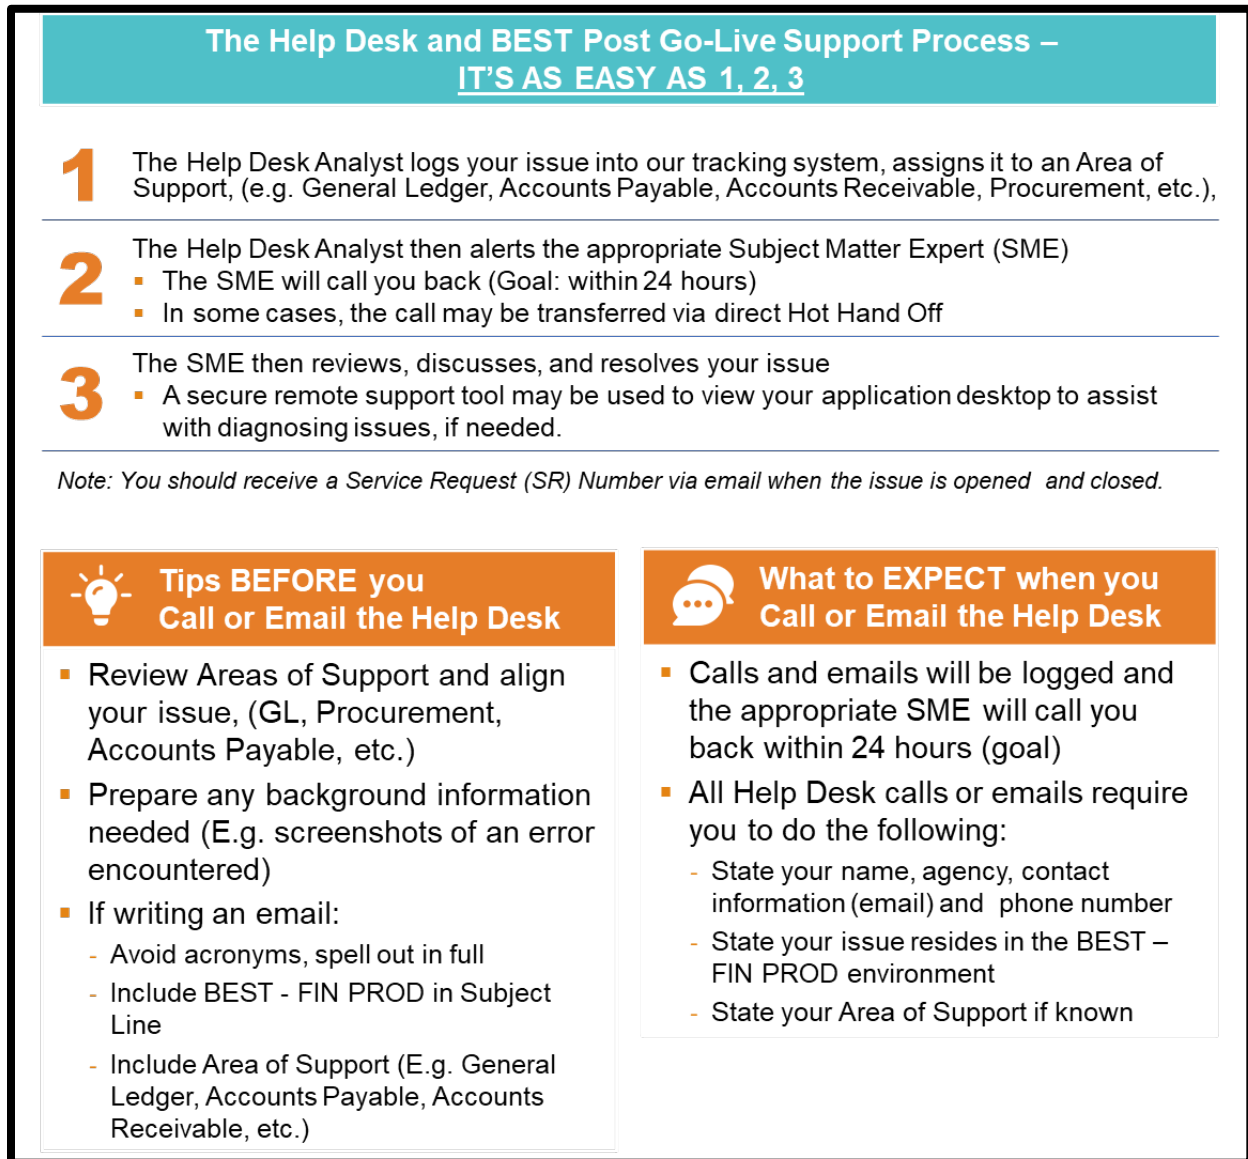 The Help Desk and BEST Post Go-Live Support Process –
IT'S AS EASY AS 1, 2, 3
1
The Help Desk Analyst logs your issue into our tracking system, assigns it to an Area of
Support, (e.g. General Ledger, Accounts Payable, Accounts Receivable, Procurement, etc.),
2
The Help Desk Analyst then alerts the appropriate Subject Matter Expert (SME)
▪ The SME will call you back (Goal: within 24 hours)
▪ In some cases, the call may be transferred via direct Hot Hand Off
3
The SME then reviews, discusses, and resolves your issue
▪ A secure remote support tool may be used to view your application desktop to assist
with diagnosing issues, if needed.
Note: You should receive a Service Request (SR) Number via email when the issue is opened and closed.
Tips BEFORE you
Call or Email the Help Desk
▪ Review Areas of Support and align
your issue, (GL, Procurement,
Accounts Payable, etc.)
▪ Prepare any background information
needed (E.g. screenshots of an error
encountered)
▪ If writing an email:
- Avoid acronyms, spell out in full
- Include BEST - FIN PROD in Subject
Line
- Include Area of Support (E.g. General
Ledger, Accounts Payable, Accounts
Receivable, etc.)
What to EXPECT when you
Call or Email the Help Desk
▪ Calls and emails will be logged and
the appropriate SME will call you
back within 24 hours (goal)
▪ All Help Desk calls or emails require
you to do the following:
- State your name, agency, contact
information (email) and phone number
- State your issue resides in the BEST –
FIN PROD environment
- State your Area of Support if known